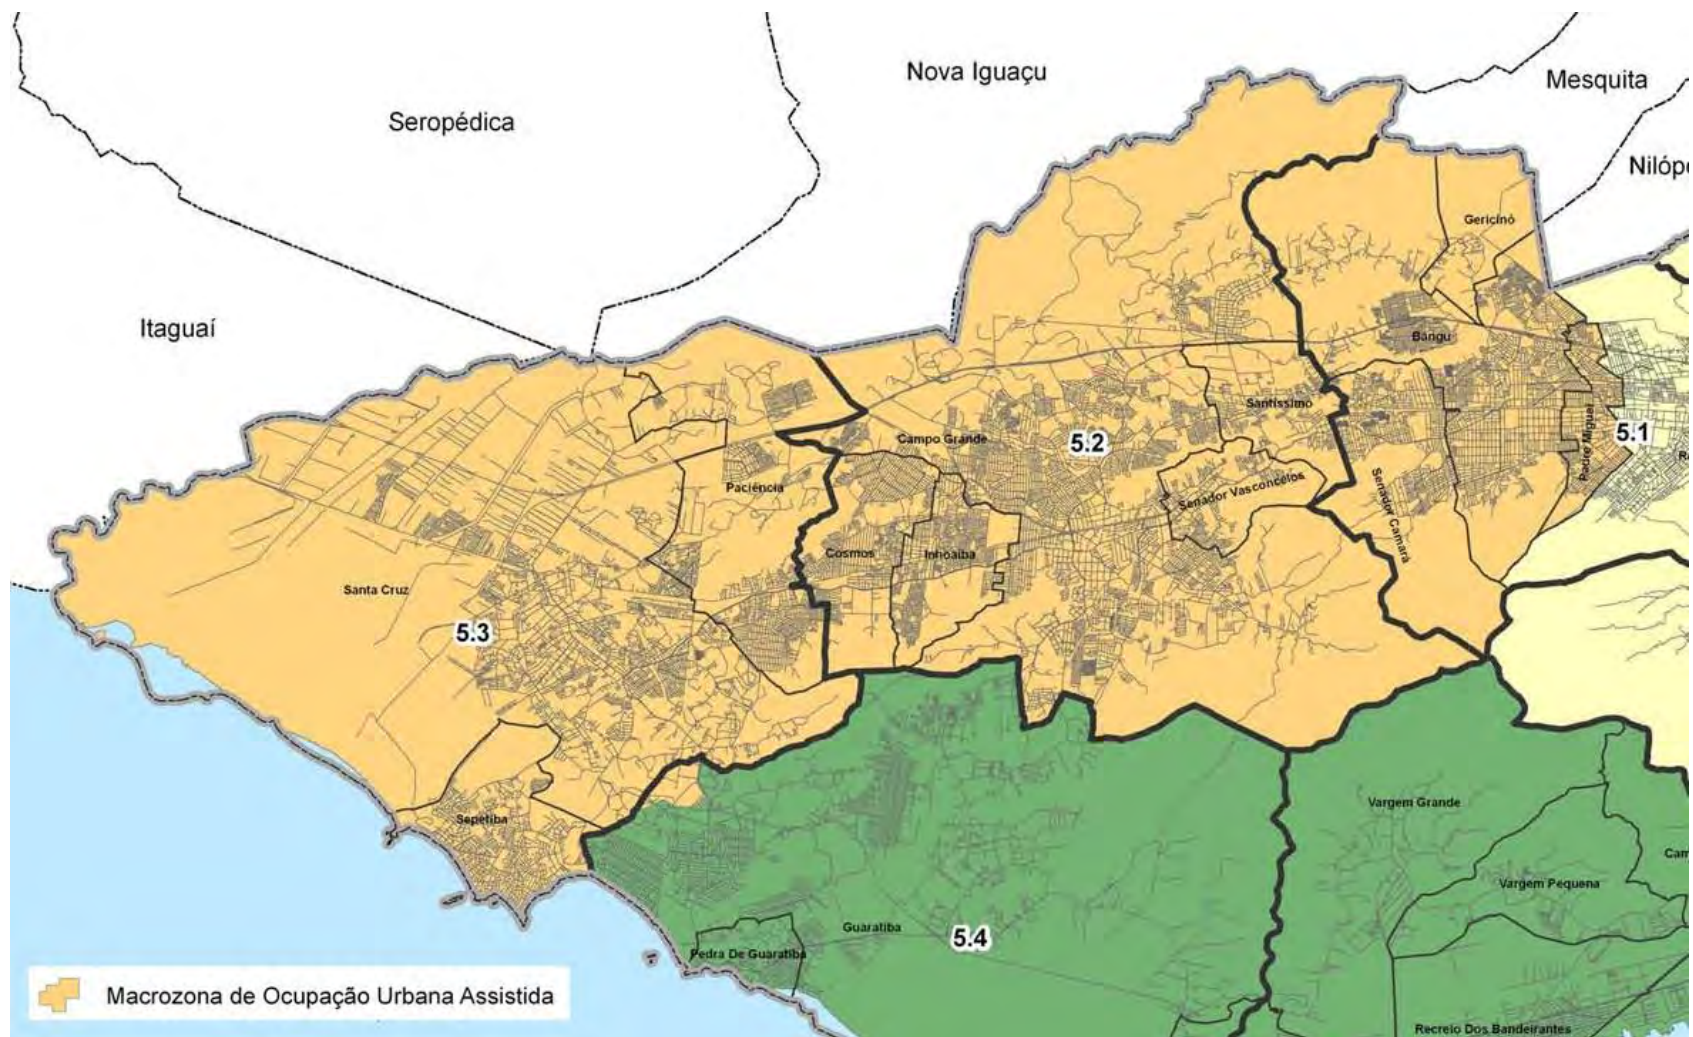 Nova Iguaçu
Mesquita
Seropédica
Nilópo
Gericinó
Itaguaí
Bangu
Santíssimo
Padre Miguel
Campo Grande
5.2
5.1
R
Paciência
Senador Vasconcelos
Senador Camará
Cosmos
Inhoaíba
Santa Cruz
5.3
Vargem Grande
Sepetiba
Cam
Vargem Pequena
Guaratiba
5.4
Pedra De Guaratiba
Macrozona de Ocupação Urbana Assistida
Recreio Dos Bandeirantes